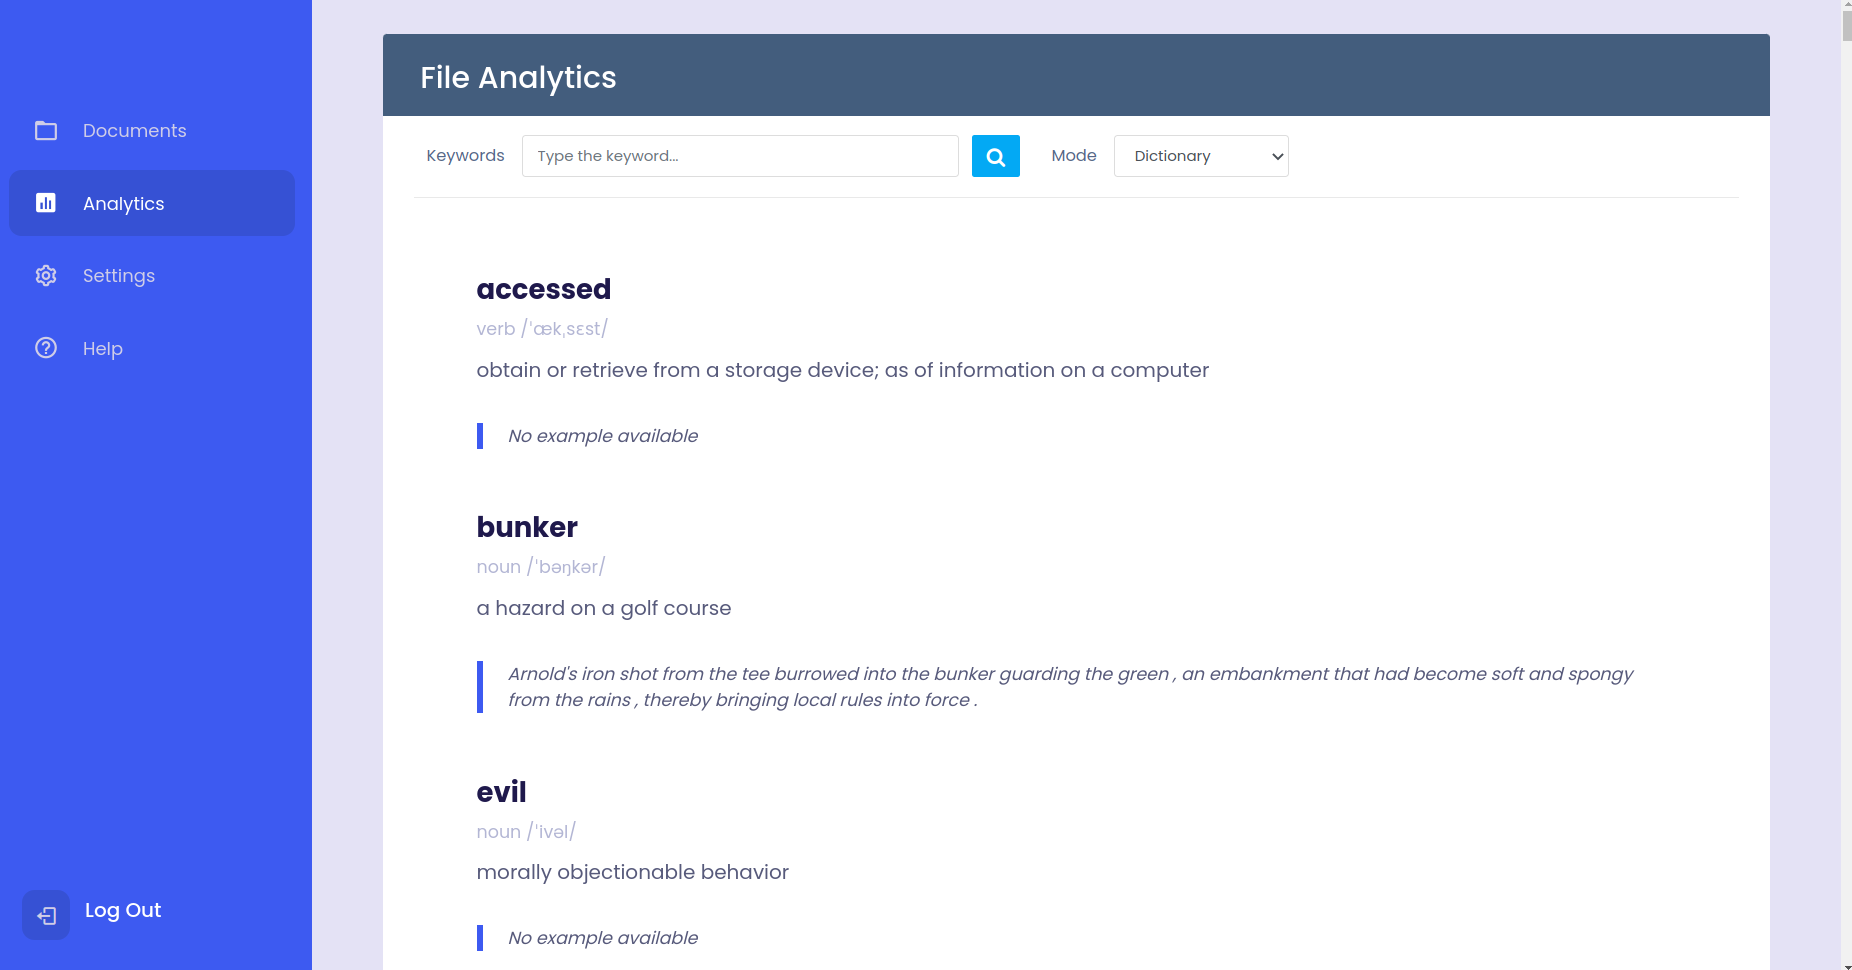 Documents
Analytics
Settings
Help
Log Out
File Analytics
Keywords
Type the keyword...
Mode
Dictionary
accessed
verb /ˈækˌsɛst/
obtain or retrieve from a storage device; as of information on a computer
No example available
bunker
noun /ˈbəŋkər/
a hazard on a golf course
Arnold's iron shot from the tee burrowed into the bunker guarding the green , an embankment that had become soft and spongy
from the rains , thereby bringing local rules into force .
evil
noun /ˈivəl/
morally objectionable behavior
No example available